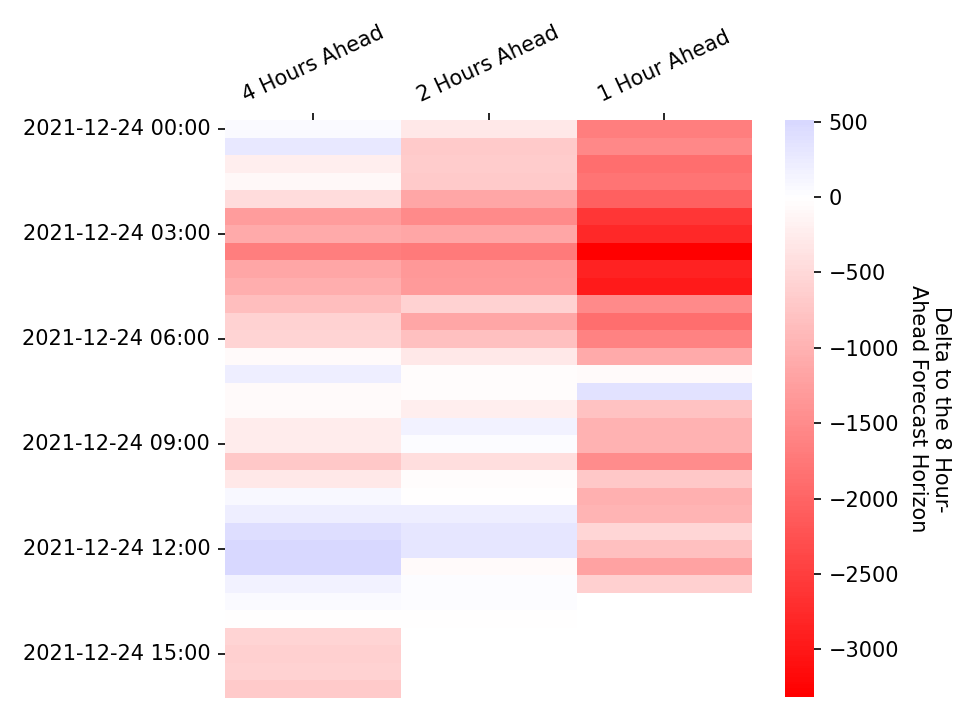 4 Hours Ahead
2 Hours Ahead
1 Hour Ahead
2021-12-24 00:00
2021-12-24 03:00
2021-12-24 06:00
2021-12-24 09:00
2021-12-24 12:00
2021-12-24 15:00
500
0
−500
−1000
−1500
−2000
−2500
−3000
Delta to the 8 Hour-
Ahead Forecast Horizon